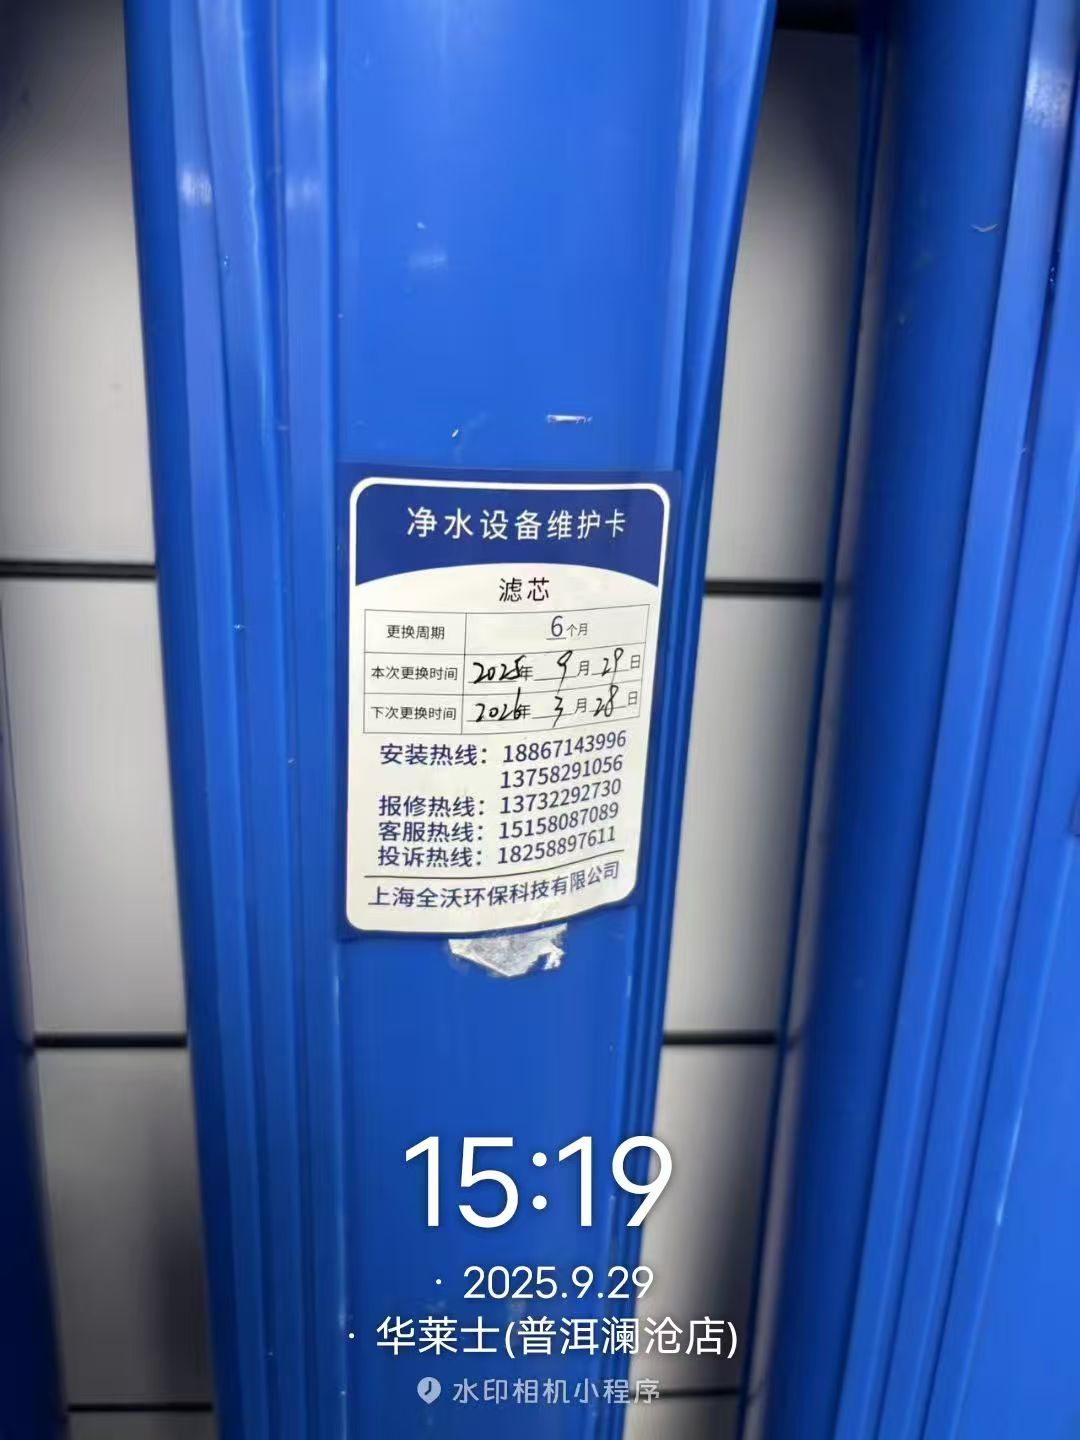 净水设备维护卡
滤芯
更换周期 6个月
本次更换时间 2025年 9月 29日
下次更换时间 2026年 3月 28日
安装热线：18867143996
13758291056
报修热线：13732292730
客服热线：15158087089
投诉热线：18258897611
上海全沃环保科技有限公司
15:19
· 2025.9.29
· 华莱士(普洱澜沧店)
水印相机小程序